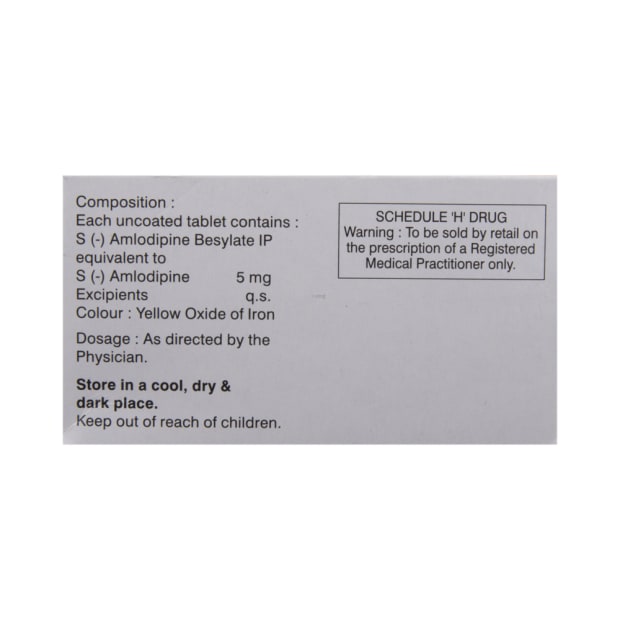 Composition :
Each uncoated tablet contains :
S (-) Amlodipine Besylate IP
equivalent to
S (-) Amlodipine 5 mg
Excipients q.s.
Colour : Yellow Oxide of Iron
Dosage : As directed by the
Physician.
Store in a cool, dry &
dark place.
Keep out of reach of children.
SCHEDULE 'H' DRUG
Warning : To be sold by retail on
the prescription of a Registered
Medical Practitioner only.